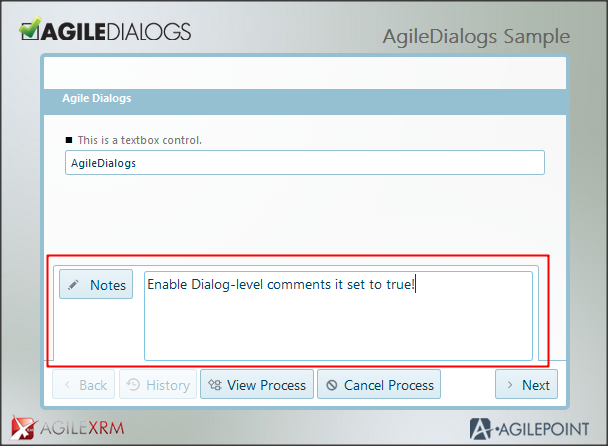 AGILEDIALOGS
AgileDialogs Sample
Agile Dialogs
This is a textbox control.
AgileDialogs
Notes
Enable Dialog-level comments it set to true!
Back
History
View Process
Cancel Process
Next
AGILEXRM
AGILEPOINT